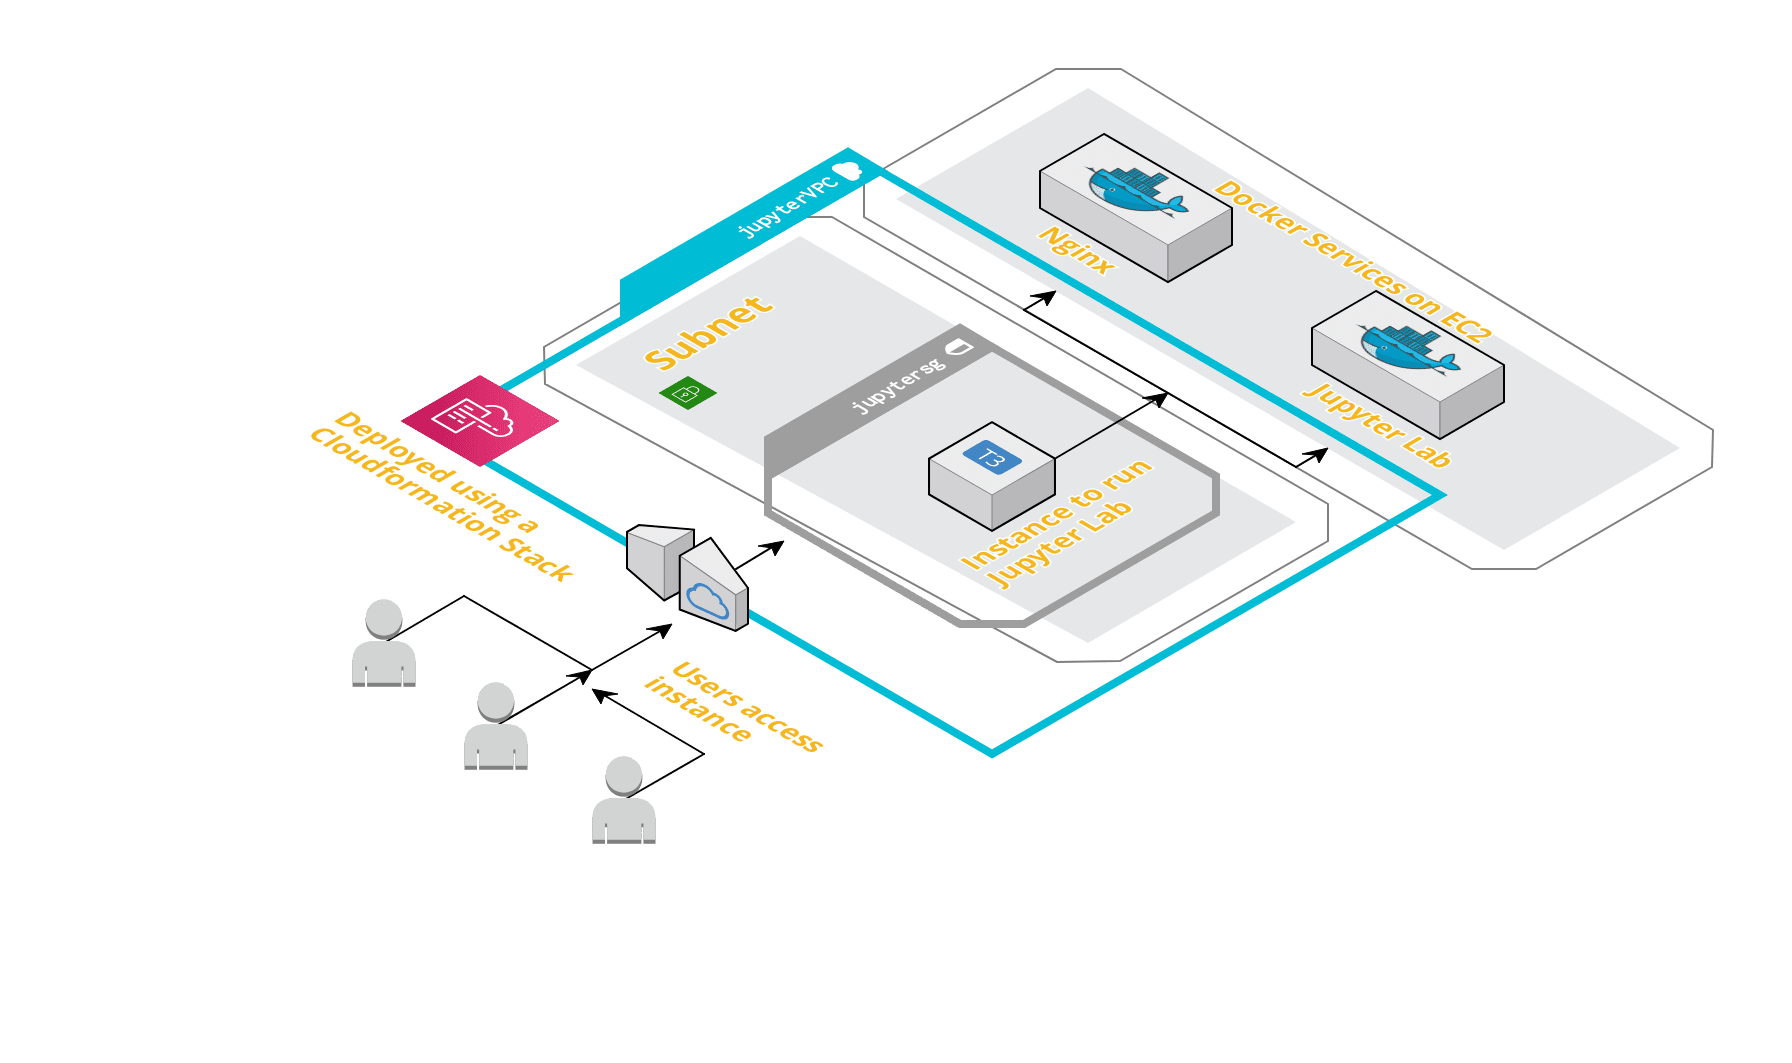 jupyterVPC
Docker Services on EC2
Nginx
Jupyter Lab
Subnet
jupytersg
T3
Instance to run
Jupyter Lab
Deployed using a
Cloudformation Stack
Users access
instance